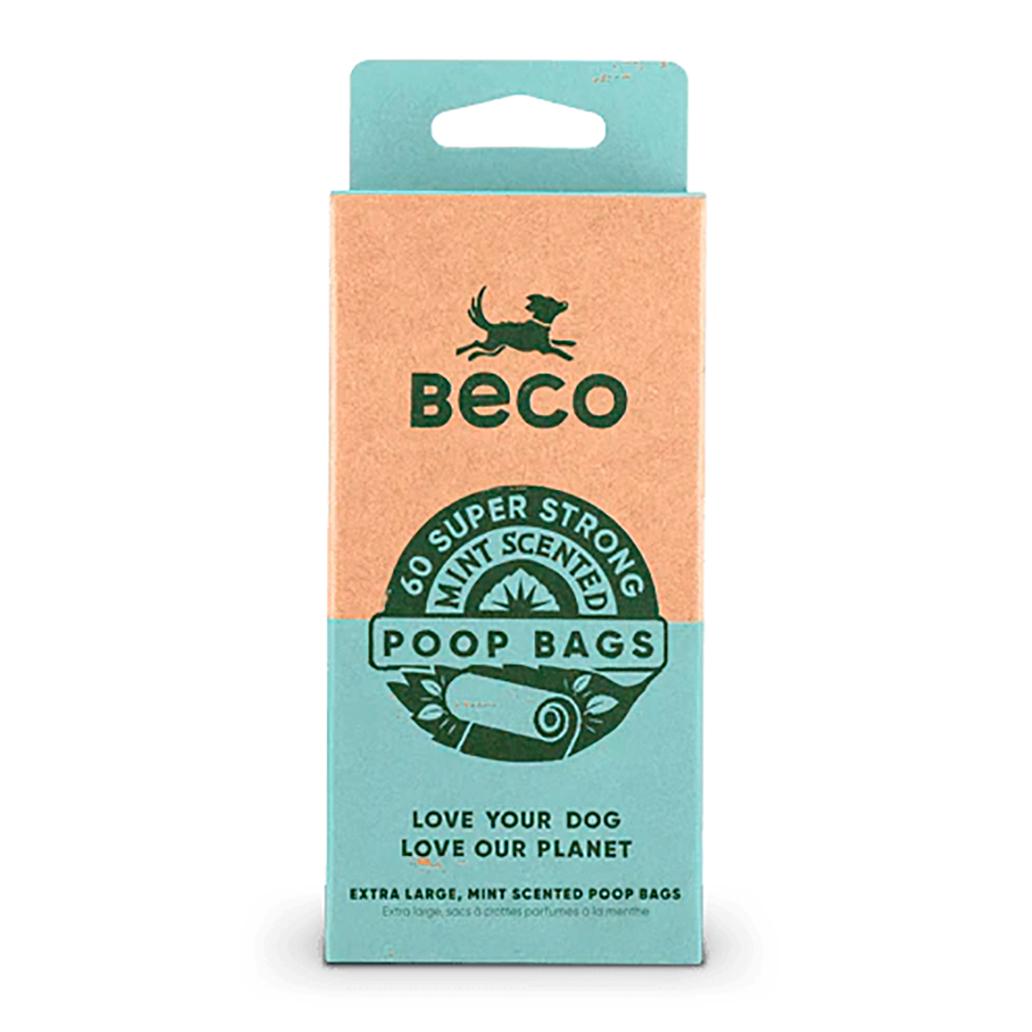 BeCO
60 SUPER STRONG
MINT SCENTED
POOP BAGS
LOVE YOUR DOG
LOVE OUR PLANET
EXTRA LARGE, MINT SCENTED POOP BAGS
Extra large, sacs à crottes parfumés à la menthe